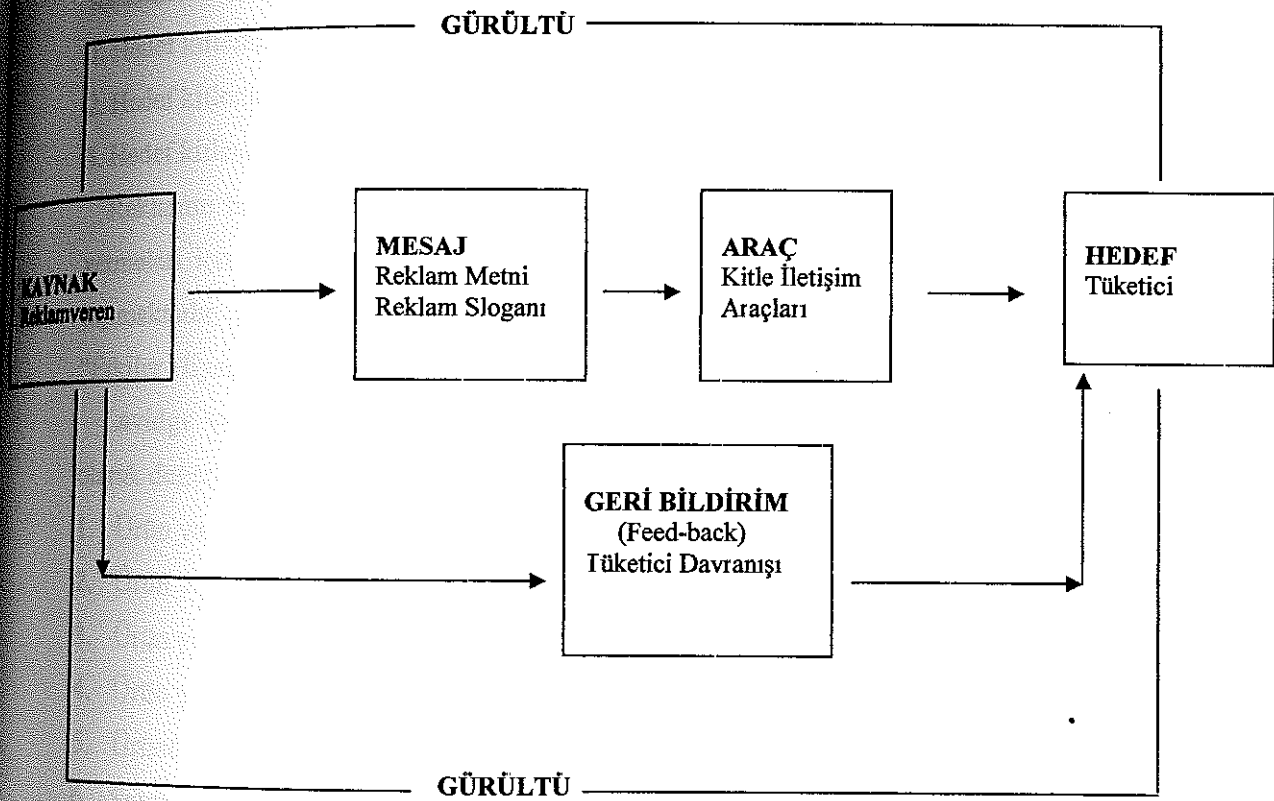 GÜRÜLTÜ
KAYNAK
Reklamveren
MESAJ
Reklam Metni
Reklam Sloganı
ARAÇ
Kitle İletişim
Araçları
HEDEF
Tüketici
GERİ BİLDİRİM
(Feed-back)
Tüketici Davranışı
GÜRÜLTÜ